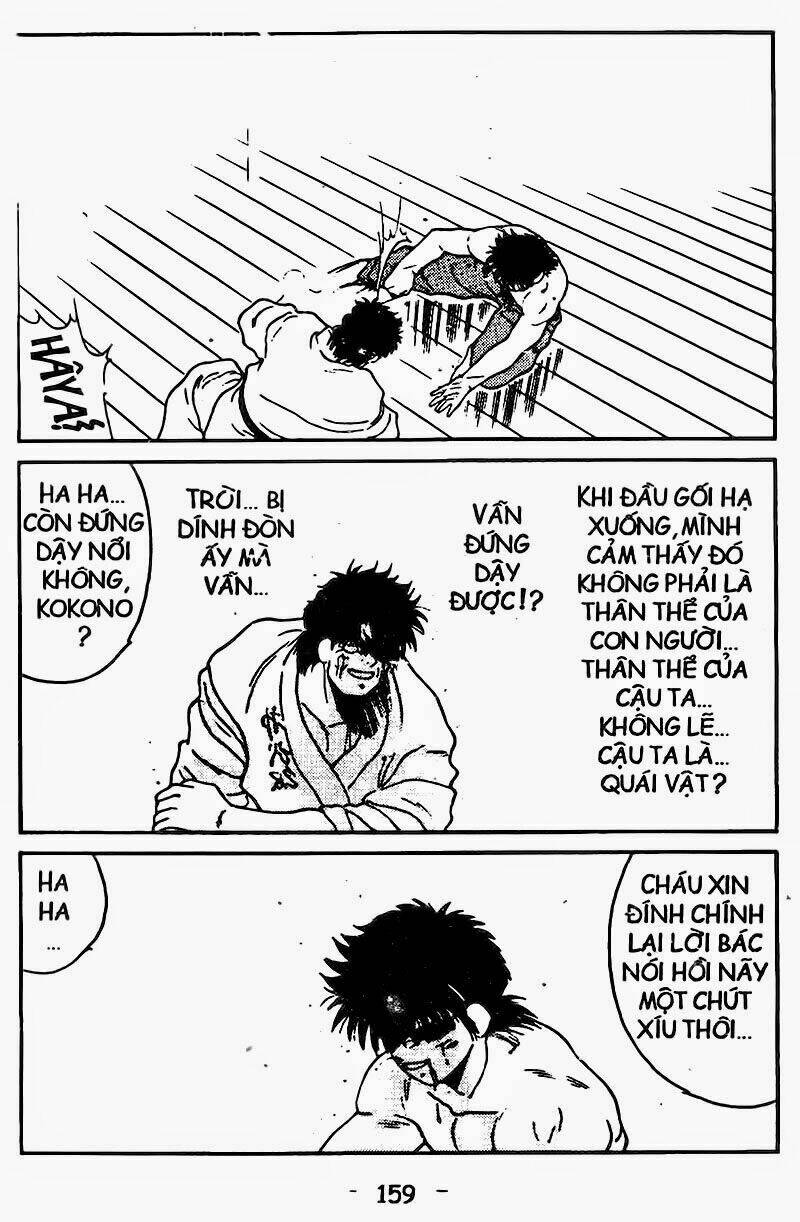 HÂYA!
KHI ĐẦU GỐI HẠ
XUỐNG, MÌNH
CẢM THẤY ĐÓ
KHÔNG PHẢI LÀ
THÂN THỂ CỦA
CON NGƯỜI...
THÂN THỂ CỦA
CẬU TA...
KHÔNG LẼ...
CẬU TA LÀ...
QUÁI VẬT?
VẪN
ĐỨNG
DẬY
ĐƯỢC!?
TRỜI... BỊ
DÍNH ĐÒN
ẤY MÀ
VẪN...
HA HA...
CÒN ĐỨNG
DẬY NỔI
KHÔNG,
KOKONO
?
CHÁU XIN
ĐÍNH CHÍNH
LẠI LỜI BÁC
NÓI HỒI NÃY
MỘT CHÚT
XÍU THÔI...
HA
HA
...
- 159 -